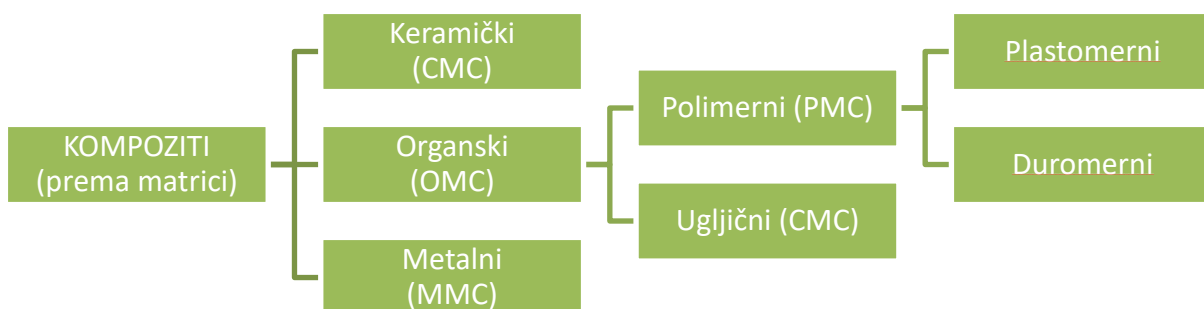 KOMPOZITI
(prema matrici)
Keramički
(CMC)
Organski
(OMC)
Metalni
(MMC)
Polimerni (PMC)
Ugljični (CMC)
Plastomerni
Duromerni